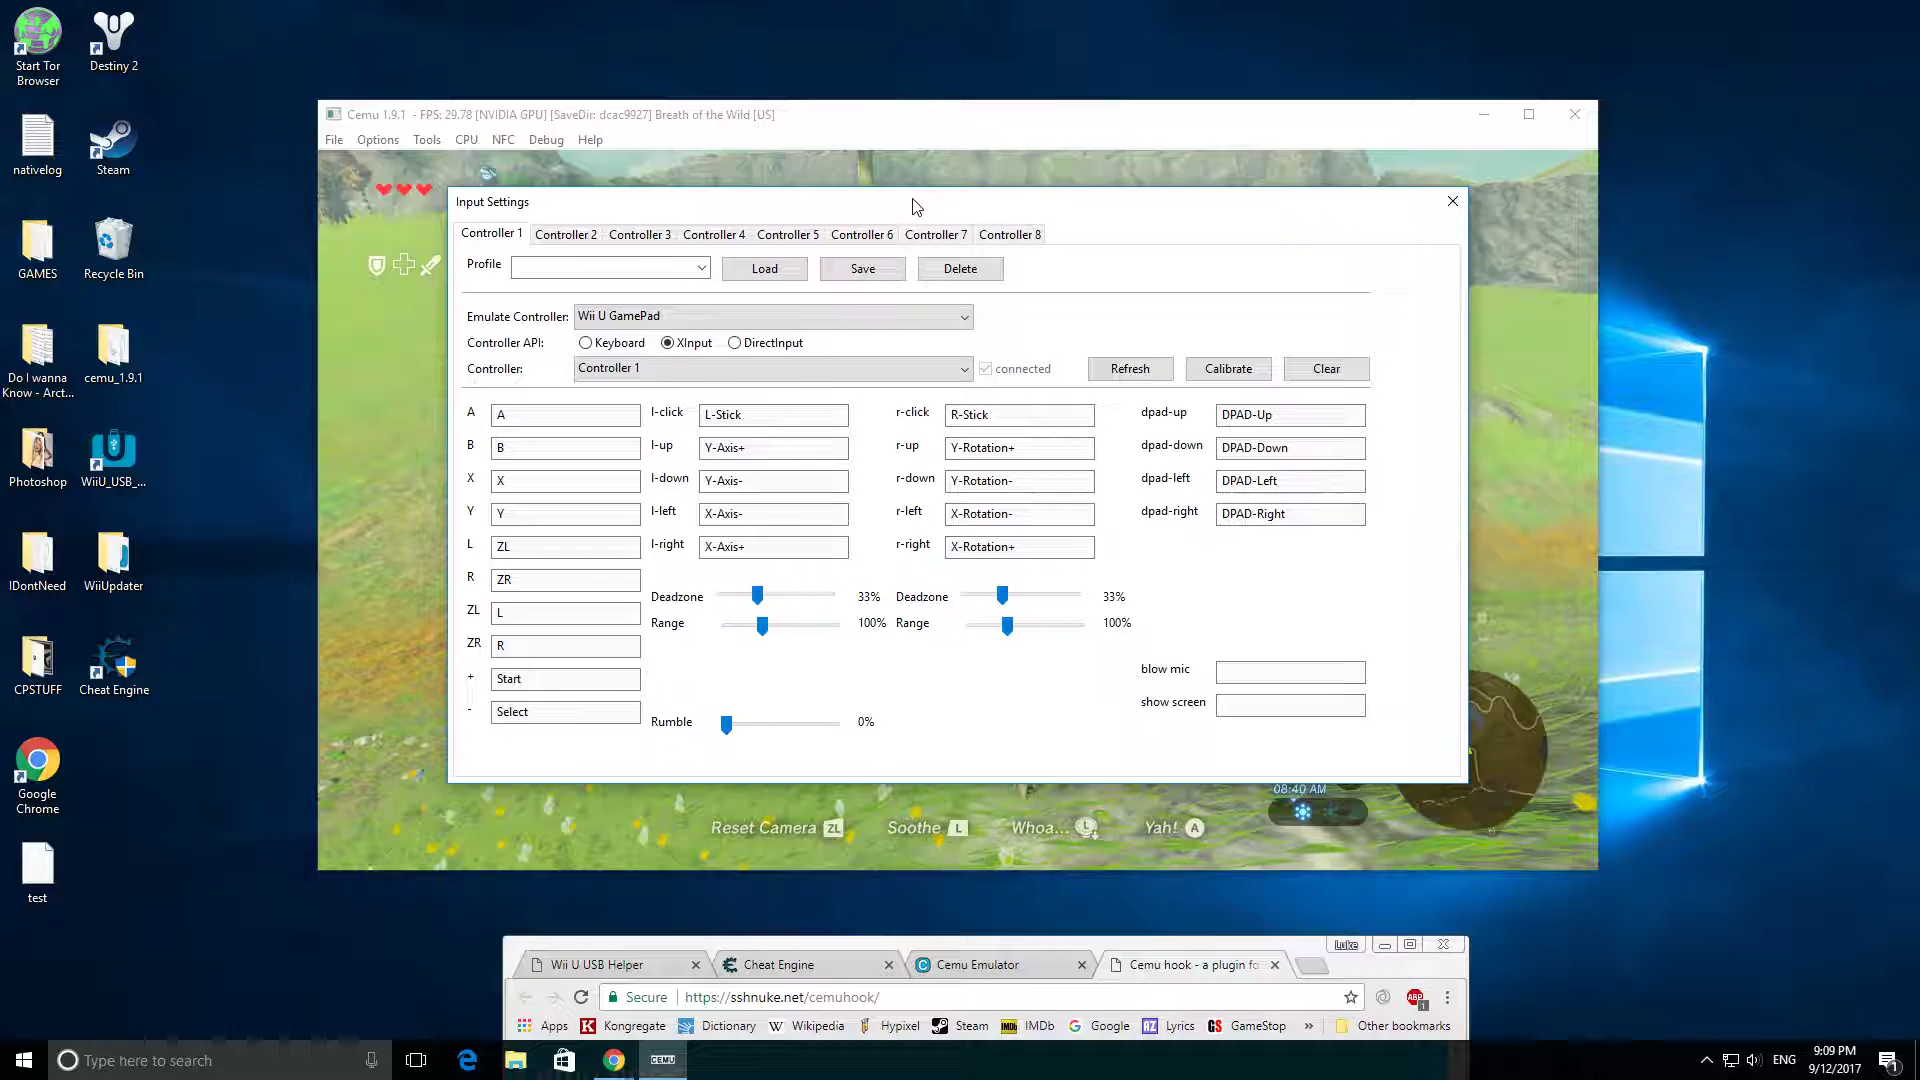 Start Tor
Browser
Destiny 2
nativelog
Steam
GAMES
Recycle Bin
Do I wanna
Know - Arct...
cemu_1.9.1
Photoshop
WiiU_USB_...
IDontNeed
WiiUpdater
CPSTUFF
Cheat Engine
Google
Chrome
test
Cemu 1.9.1 - FPS: 29.78 [NVIDIA GPU] [SaveDir: dcac9927] Breath of the Wild [US]
File Options Tools CPU NFC Debug Help
Input Settings
Controller 1 Controller 2 Controller 3 Controller 4 Controller 5 Controller 6 Controller 7 Controller 8
Profile Load Save Delete
Emulate Controller: Wii U GamePad
Controller API: Keyboard XInput DirectInput
Controller: Controller 1 connected Refresh Calibrate Clear
A A l-click L-Stick r-click R-Stick dpad-up DPAD-Up
B B l-up Y-Axis+ r-up Y-Rotation+ dpad-down DPAD-Down
X X l-down Y-Axis- r-down Y-Rotation- dpad-left DPAD-Left
Y Y l-left X-Axis- r-left X-Rotation- dpad-right DPAD-Right
L ZL l-right X-Axis+ r-right X-Rotation+
R ZR
Deadzone 33% Deadzone 33%
ZL L Range 100% Range 100%
ZR R
+ Start blow mic
- Select show screen
Rumble 0%
08:40 AM
Reset Camera ZL Soothe L Whoa... L Yah! A
Luke
Wii U USB Helper Cheat Engine Cemu Emulator Cemu hook - a plugin fo
Secure https://sshnuke.net/cemuhook/ ABP 1
Apps K Kongregate Dictionary W Wikipedia Hypixel Steam IMDb IMDb G Google AZ Lyrics GS GameStop » Other bookmarks
Type here to search CEMU ENG 9:09 PM
9/12/2017 1